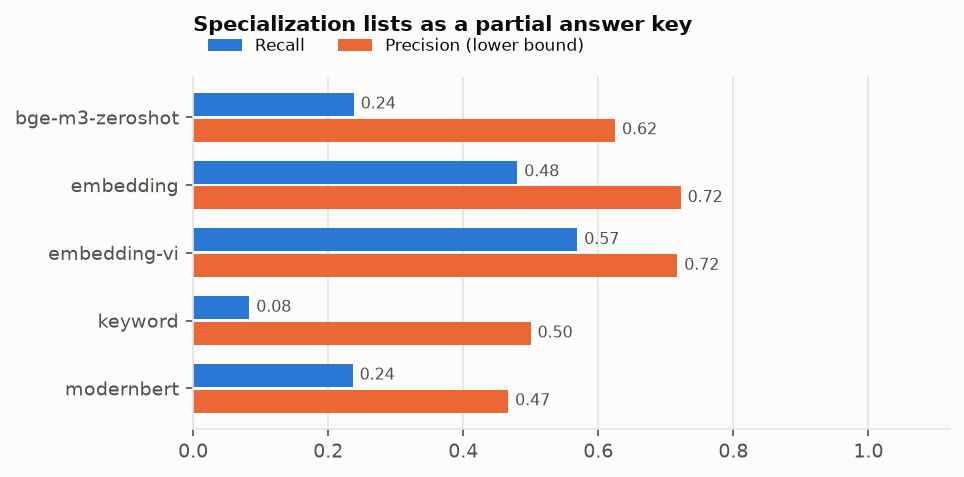 Specialization lists as a partial answer key
Recall Precision (lower bound)
bge-m3-zeroshot
0.24
0.62
embedding
0.48
0.72
embedding-vi
0.57
0.72
keyword
0.08
0.50
modernbert
0.24
0.47
0.0 0.2 0.4 0.6 0.8 1.0